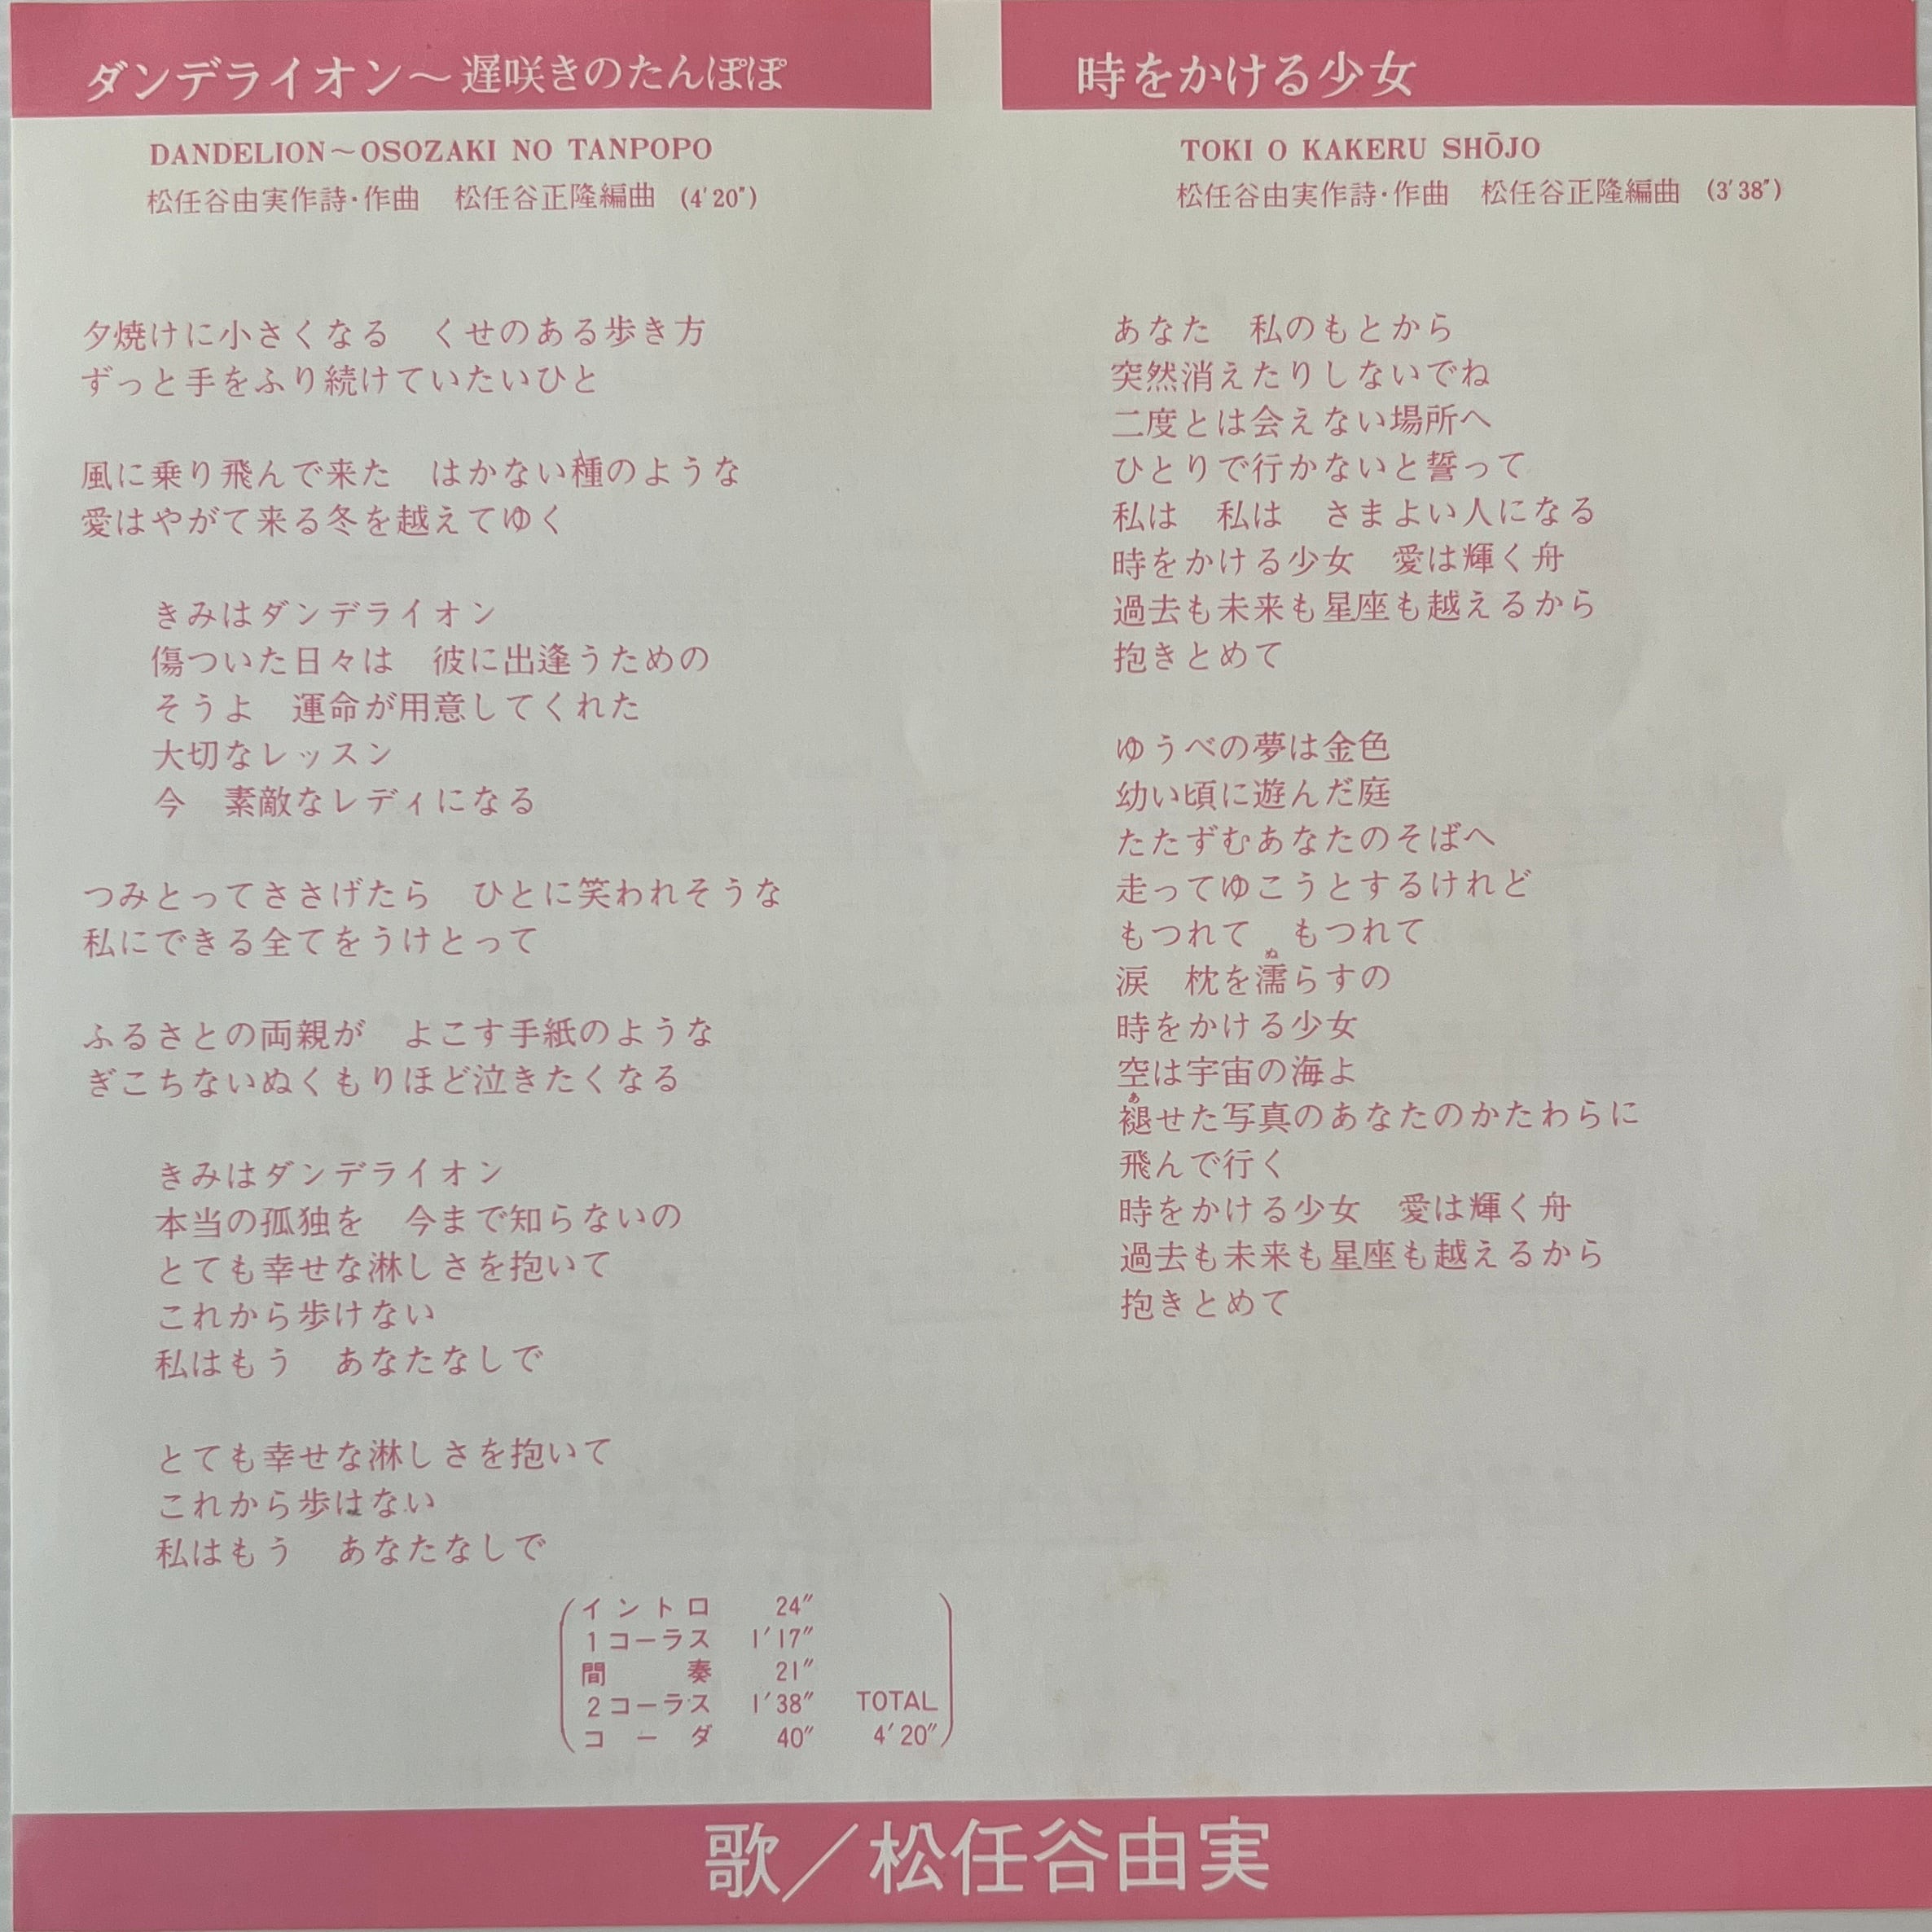 ダンデライオン～遅咲きのたんぽぽ
DANDELION～OSOZAKI NO TANPOPO
松任谷由実作詩・作曲　松任谷正隆編曲　(4′20″)
夕焼けに小さくなる　くせのある歩き方
ずっと手をふり続けていたいひと
風に乗り飛んで来た　はかない種のような
愛はやがて来る冬を越えてゆく
きみはダンデライオン
傷ついた日々は　彼に出逢うための
そうよ　運命が用意してくれた
大切なレッスン
今　素敵なレディになる
つみとってささげたら　ひとに笑われそうな
私にできる全てをうけとって
ふるさとの両親が　よこす手紙のような
ぎこちないぬくもりほど泣きたくなる
きみはダンデライオン
本当の孤独を　今まで知らないの
とても幸せな淋しさを抱いて
これから歩けない
私はもう　あなたなしで
とても幸せな淋しさを抱いて
これから歩はない
私はもう　あなたなしで
イントロ　24″
1コーラス　1′17″
間奏　21″
2コーラス　1′38″　TOTAL
コーダ　40″　4′20″
時をかける少女
TOKI O KAKERU SHŌJO
松任谷由実作詩・作曲　松任谷正隆編曲　(3′38″)
あなた　私のもとから
突然消えたりしないでね
二度とは会えない場所へ
ひとりで行かないと誓って
私は　私は　さまよい人になる
時をかける少女　愛は輝く舟
過去も未来も星座も越えるから
抱きとめて
ゆうべの夢は金色
幼い頃に遊んだ庭
たたずむあなたのそばへ
走ってゆこうとするけれど
もつれて　もつれて
ぬ
涙　枕を濡らすの
時をかける少女
空は宇宙の海よ
あ
褪せた写真のあなたのかたわらに
飛んで行く
時をかける少女　愛は輝く舟
過去も未来も星座も越えるから
抱きとめて
歌／松任谷由実